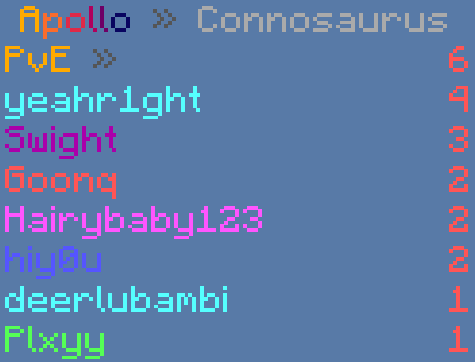 Apollo » Connosaurus
PvE » 6
yeahr1ght 4
Swight 3
Goonq 2
Hairybaby123 2
hiy0u 2
deerlubambi 1
Plxyy 1